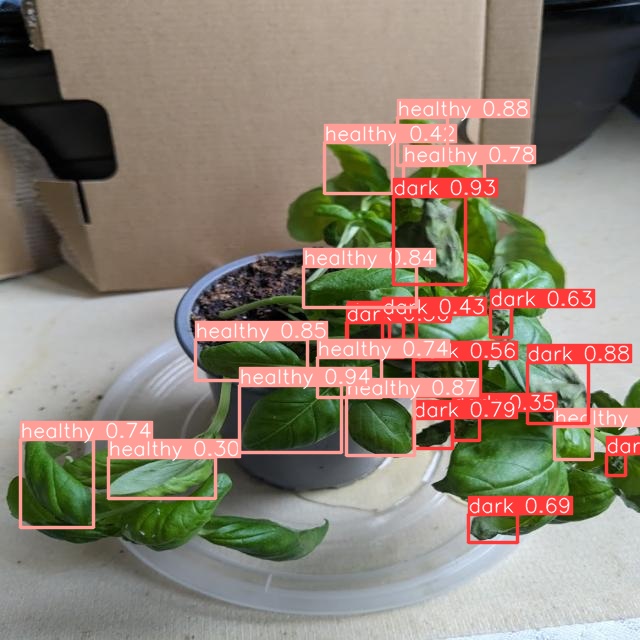 healthy 0.88
healthy 0.42
healthy 0.78
dark 0.93
healthy 0.84
dark 0.63
dark
0.43
healthy 0.85
healthy 0.74
0.56
dark 0.88
healthy 0.94
healthy 0.87
0.35
dark 0.79
healthy
healthy 0.74
healthy 0.30
dar
dark 0.69